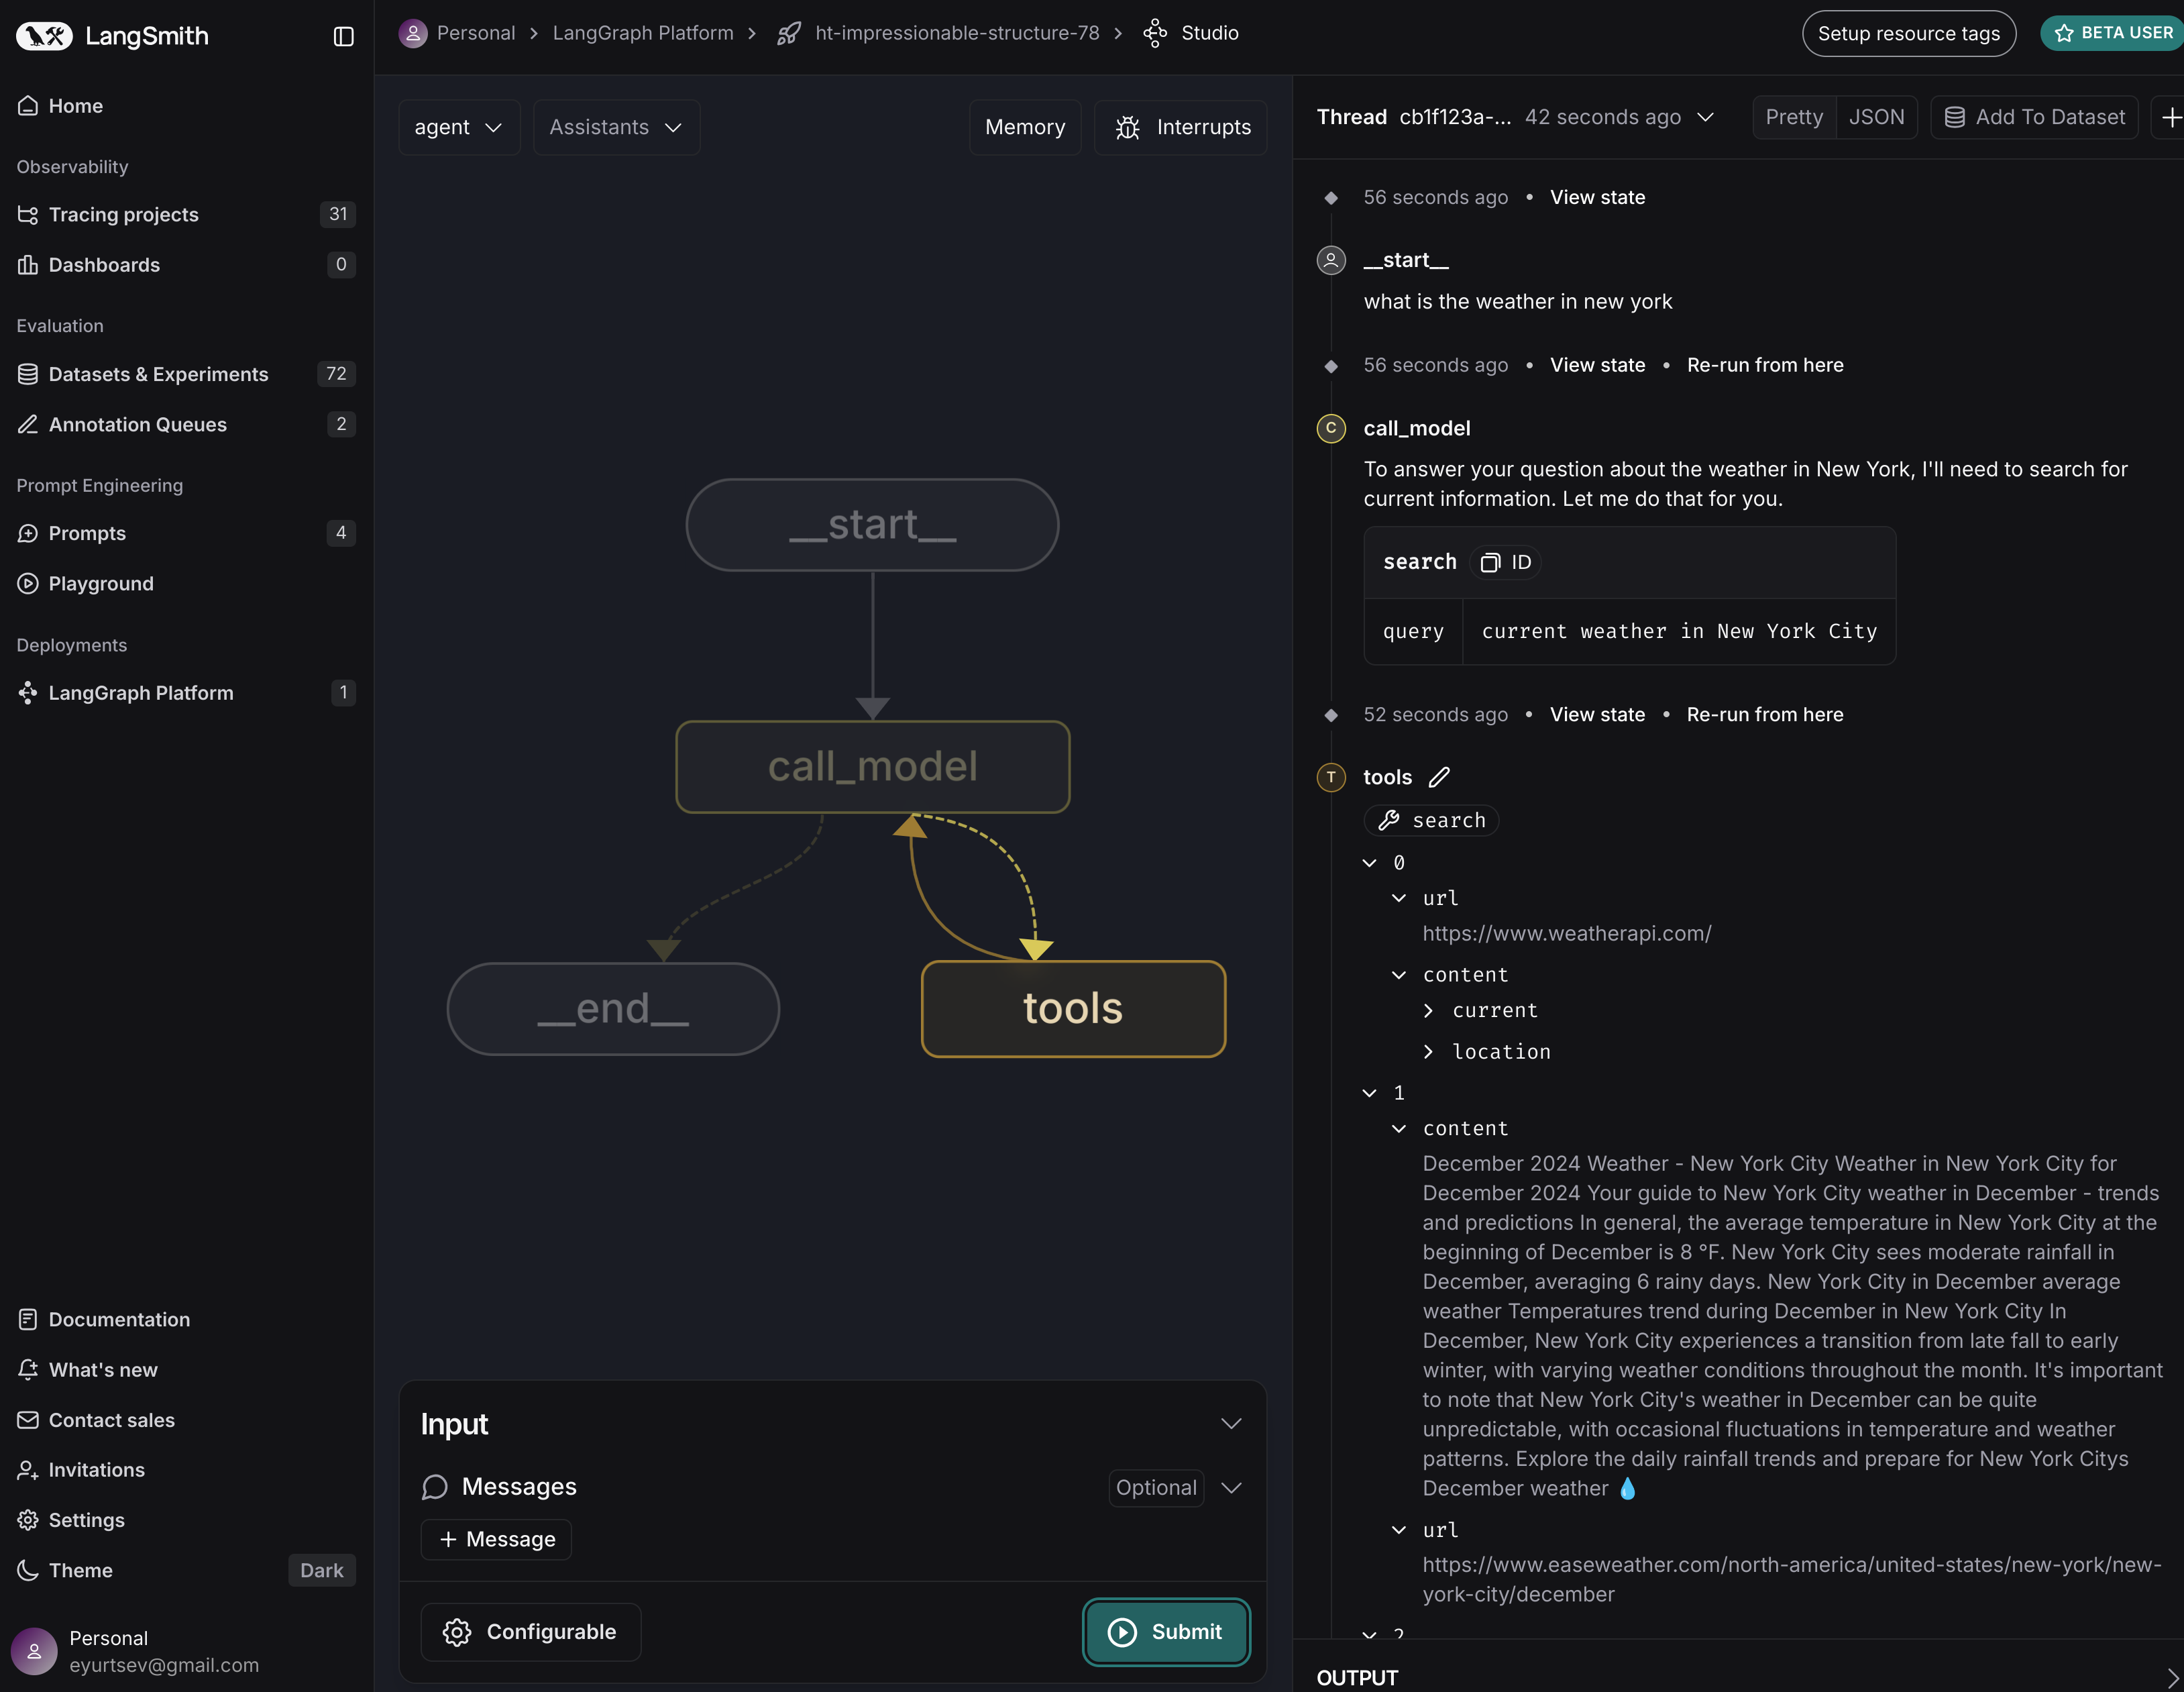 LangSmith
Home
Observability
Tracing projects 31
Dashboards 0
Evaluation
Datasets & Experiments 72
Annotation Queues 2
Prompt Engineering
Prompts 4
Playground
Deployments
LangGraph Platform 1
Documentation
What's new
Contact sales
Invitations
Settings
Theme Dark
Personal
eyurtsev@gmail.com
Personal > LangGraph Platform > ht-impressionable-structure-78 > Studio
Setup resource tags BETA USER
agent Assistants Memory Interrupts
__start__
call_model
__end__
tools
Input
Messages Optional
+ Message
Configurable Submit
Thread cb1f123a-... 42 seconds ago Pretty JSON Add To Dataset +
56 seconds ago • View state
__start__
what is the weather in new york
56 seconds ago • View state • Re-run from here
C call_model
To answer your question about the weather in New York, I'll need to search for
current information. Let me do that for you.
search ID
query current weather in New York City
52 seconds ago • View state • Re-run from here
T tools
search
0
url
https://www.weatherapi.com/
content
current
location
1
content
December 2024 Weather - New York City Weather in New York City for
December 2024 Your guide to New York City weather in December - trends
and predictions In general, the average temperature in New York City at the
beginning of December is 8 °F. New York City sees moderate rainfall in
December, averaging 6 rainy days. New York City in December average
weather Temperatures trend during December in New York City In
December, New York City experiences a transition from late fall to early
winter, with varying weather conditions throughout the month. It's important
to note that New York City's weather in December can be quite
unpredictable, with occasional fluctuations in temperature and weather
patterns. Explore the daily rainfall trends and prepare for New York Citys
December weather 💧
url
https://www.easeweather.com/north-america/united-states/new-york/new-
york-city/december
2
OUTPUT